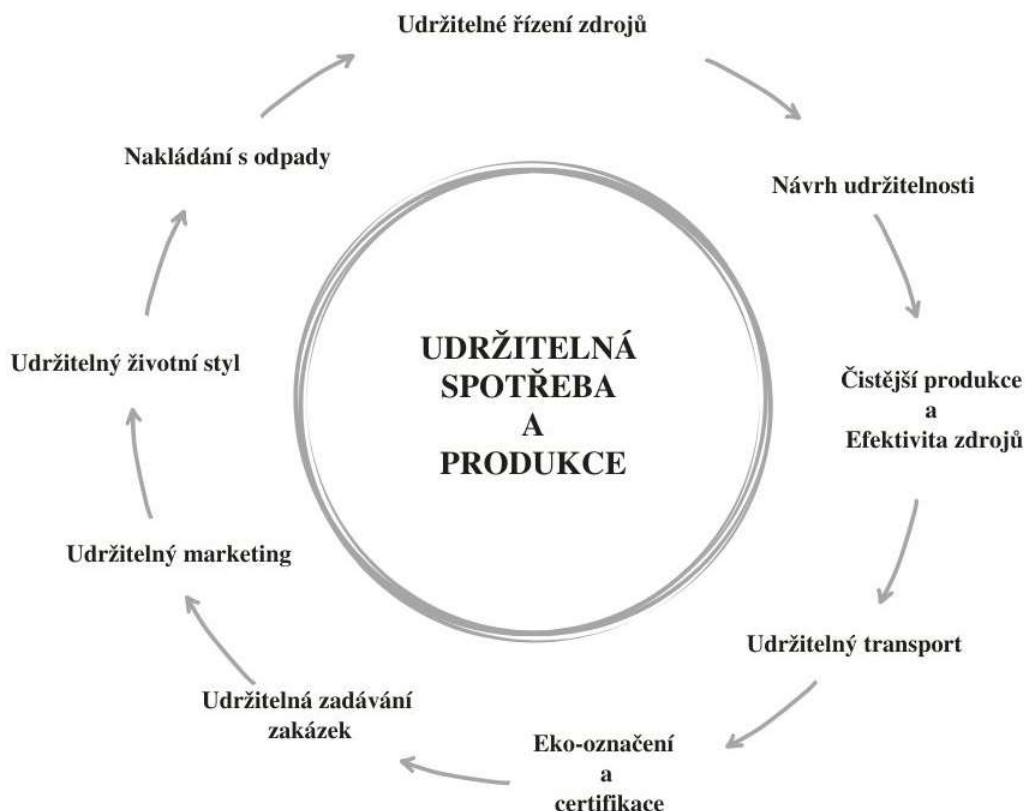 Udržitelné řízení zdrojů
Návrh udržitelnosti
Čistější produkce
a
Efektivita zdrojů
Udržitelný transport
Eko-označení
a
certifikace
Udržitelná zadávání
zakázek
Udržitelný marketing
Udržitelný životní styl
Nakládání s odpady
UDRŽITELNÁ
SPOTŘEBA
A
PRODUKCE